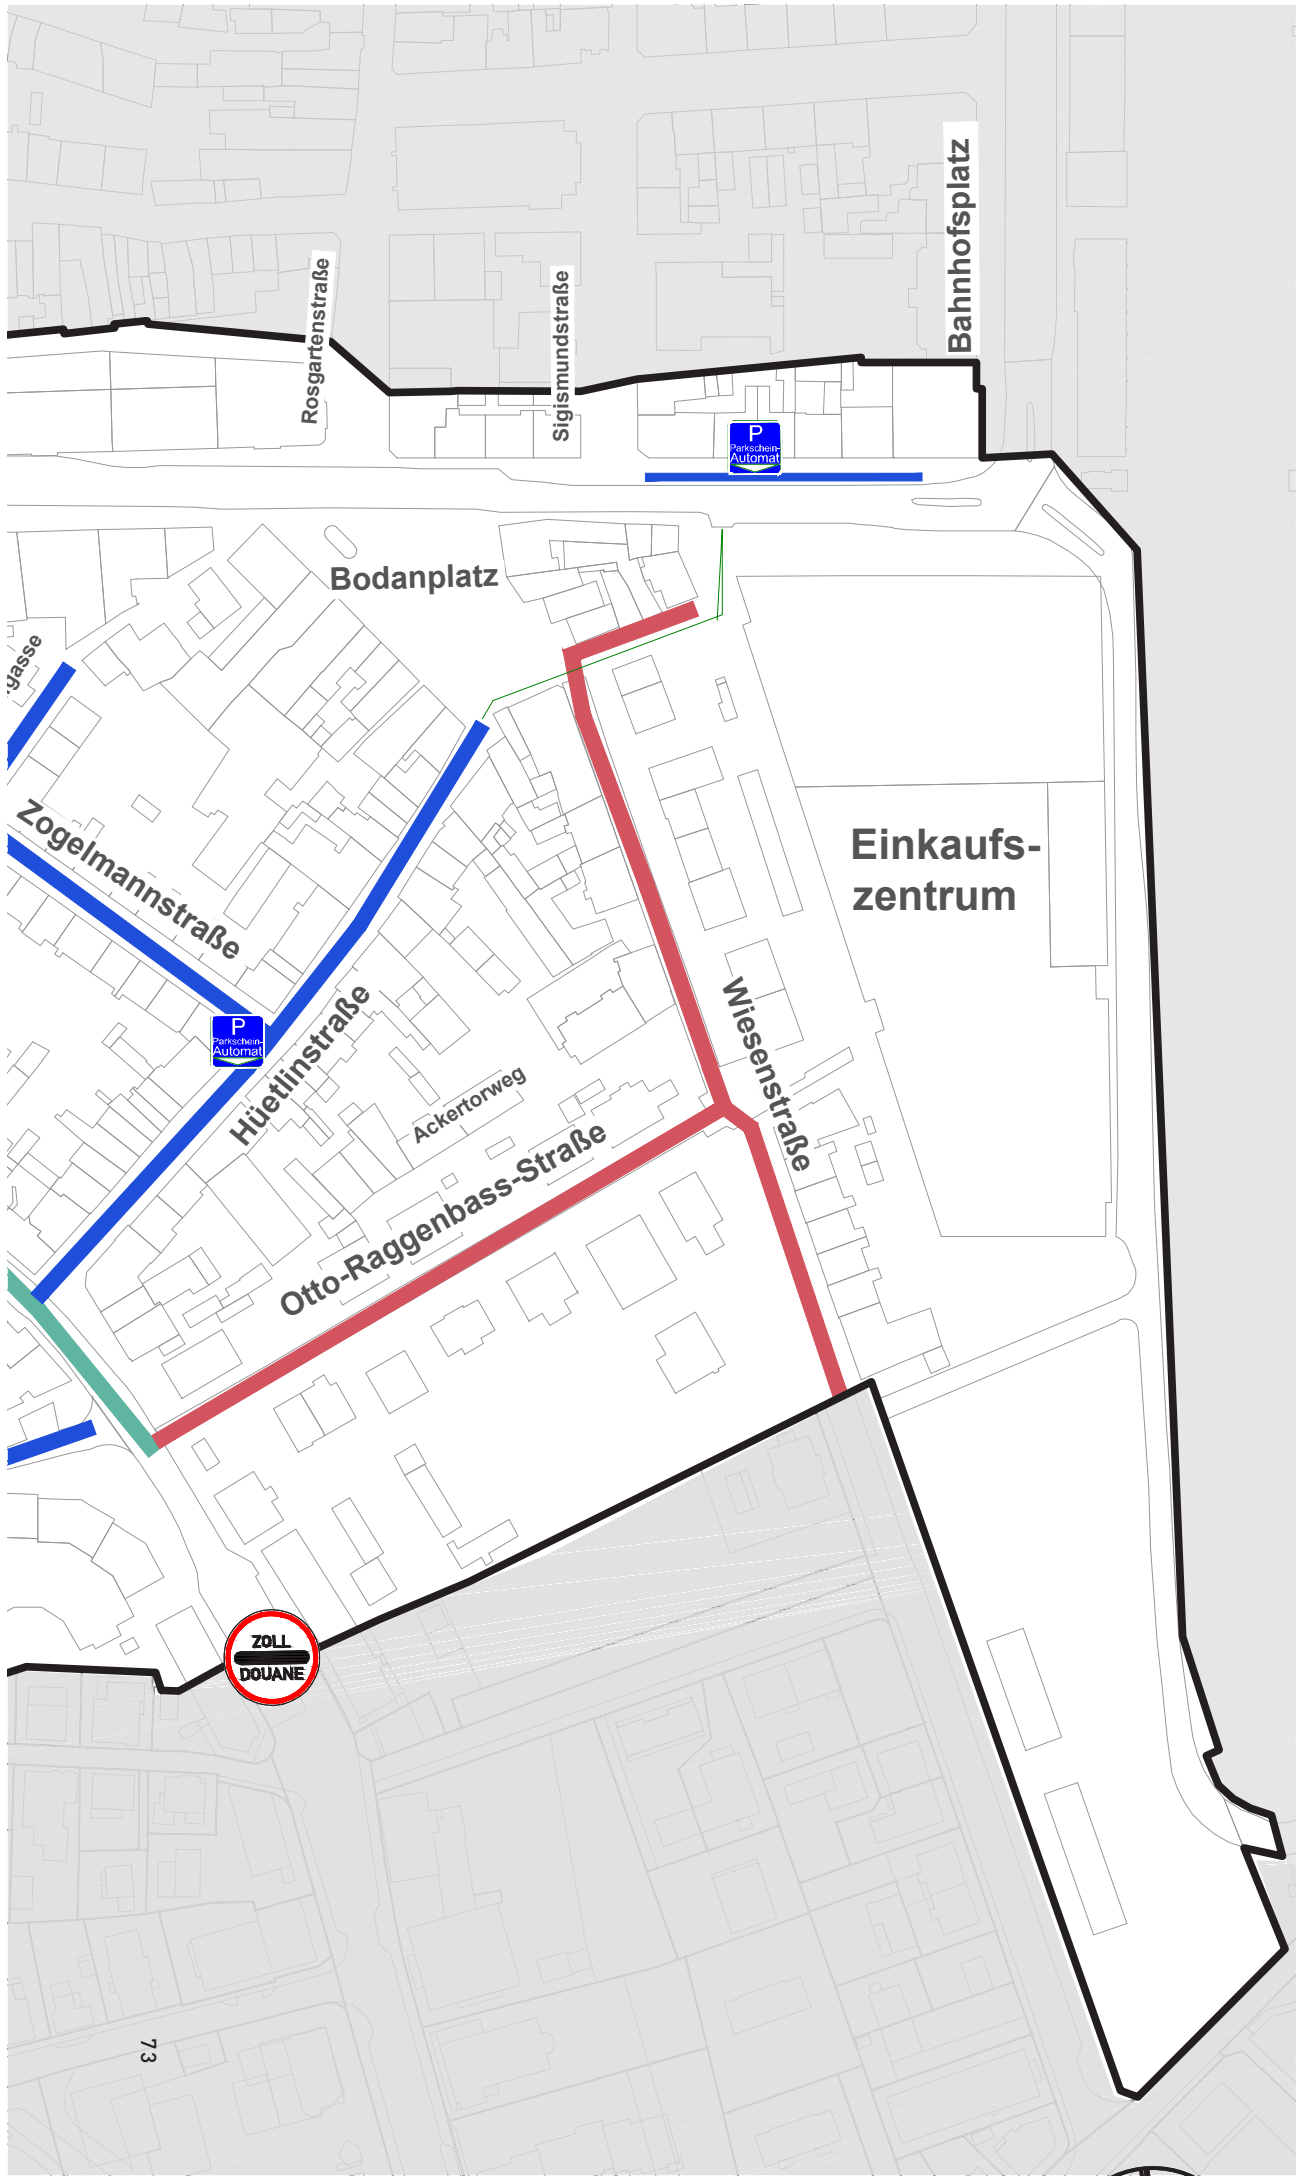 Bahnhofsplatz
Rosgartenstraße
Sigismundstraße
P
Parkschein-
Automat
Bodanplatz
gasse
Zogelmannstraße
Einkaufs-
zentrum
Hüetlinstraße
P
Parkschein-
Automat
Wiesenstraße
Ackertorweg
Otto-Raggenbass-Straße
ZOLL
DOUANE
73